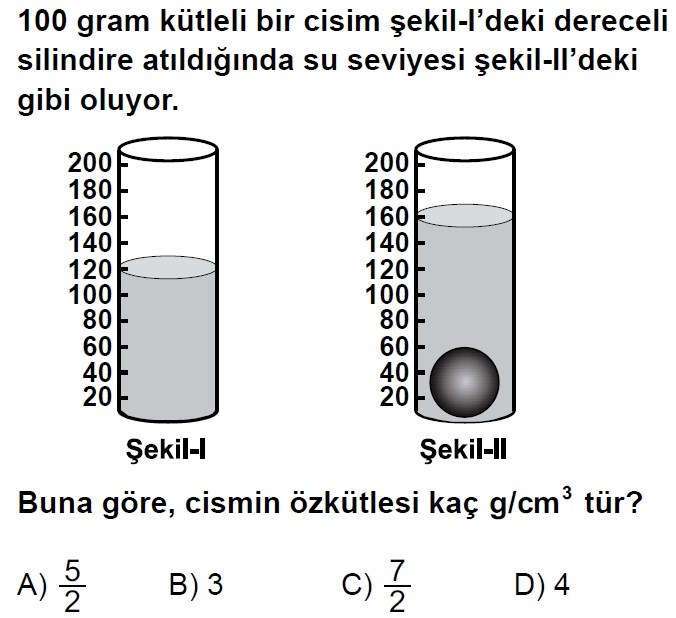 100 gram kütleli bir cisim şekil-I’deki dereceli
silindire atıldığında su seviyesi şekil-II’deki
gibi oluyor.
200 200
180 180
160 160
140 140
120 120
100 100
80 80
60 60
40 40
20 20
Şekil-I Şekil-II
Buna göre, cismin özkütlesi kaç g/cm³ tür?
A) 5/2 B) 3 C) 7/2 D) 4